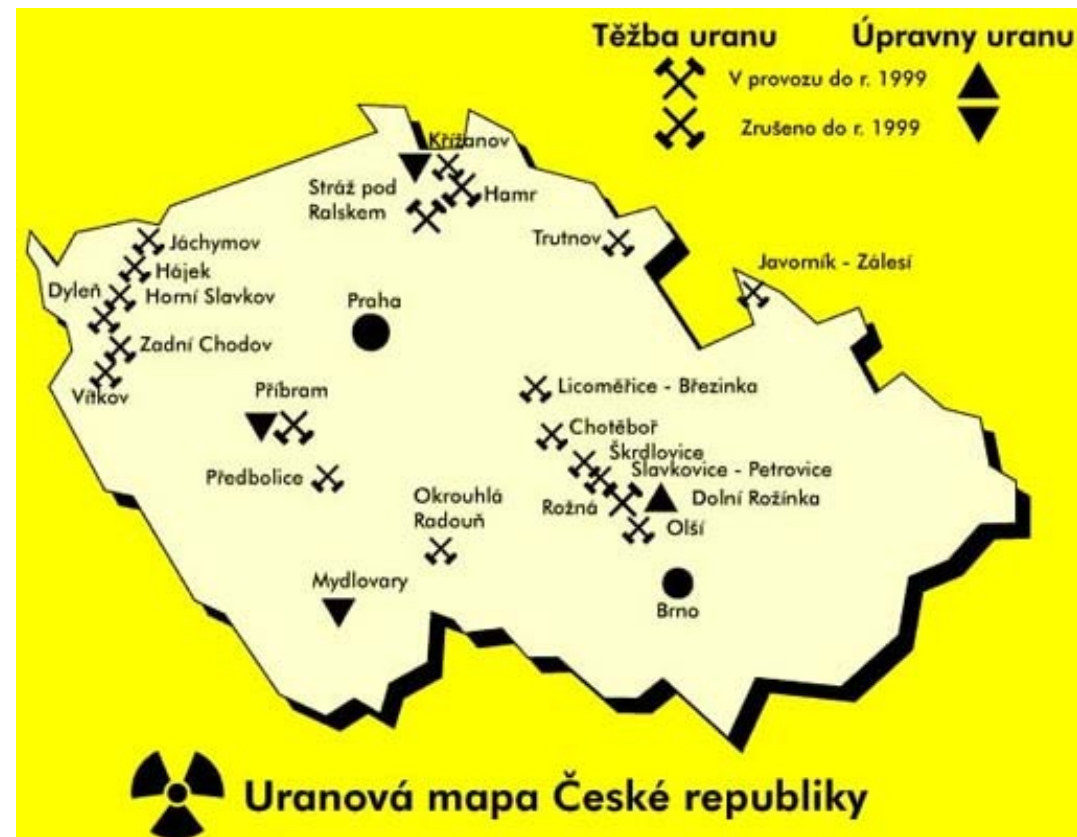 Těžba uranu Úpravny uranu
V provozu do r. 1999
Zrušeno do r. 1999
Křížanov
Stráž pod
Ralskem
Hamr
Trutnov
Jáchymov
Hájek
Dyleň
Horní Slavkov
Javorník - Zálesí
Praha
Zadní Chodov
Vítkov
Příbram
Licoměřice - Březinka
Chotěboř
Škrdlovice
Slavkovice - Petrovice
Předbolice
Okrouhlá
Radouň
Rožná
Dolní Rožínka
Olší
Mydlovary
Brno
Uranová mapa České republiky